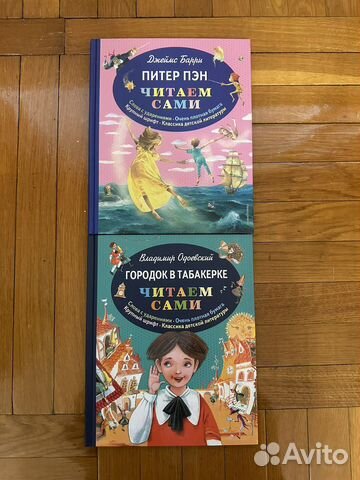 Джеймс Барри
ПИТЕР ПЭН
ЧИТАЕМ
САМИ
Слова с ударениями • Очень плотная бумага
Крупный шрифт • Классика детской литературы
Владимир Одоевский
ГОРОДОК В ТАБАКЕРКЕ
ЧИТАЕМ
САМИ
Слова с ударениями • Очень плотная бумага
Крупный шрифт • Классика детской литературы
Avito